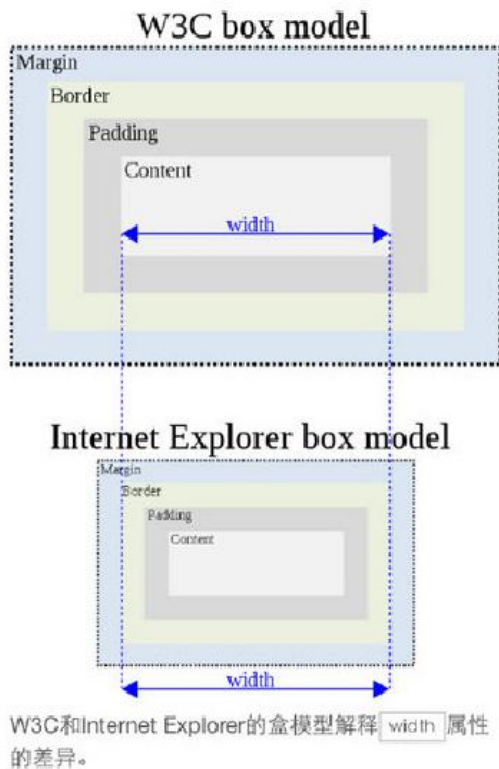 W3C box model
Margin
Border
Padding
Content
width
Internet Explorer box model
Margin
Border
Padding
Content
width
W3C和Internet Explorer的盒模型解释 width 属性
的差异。